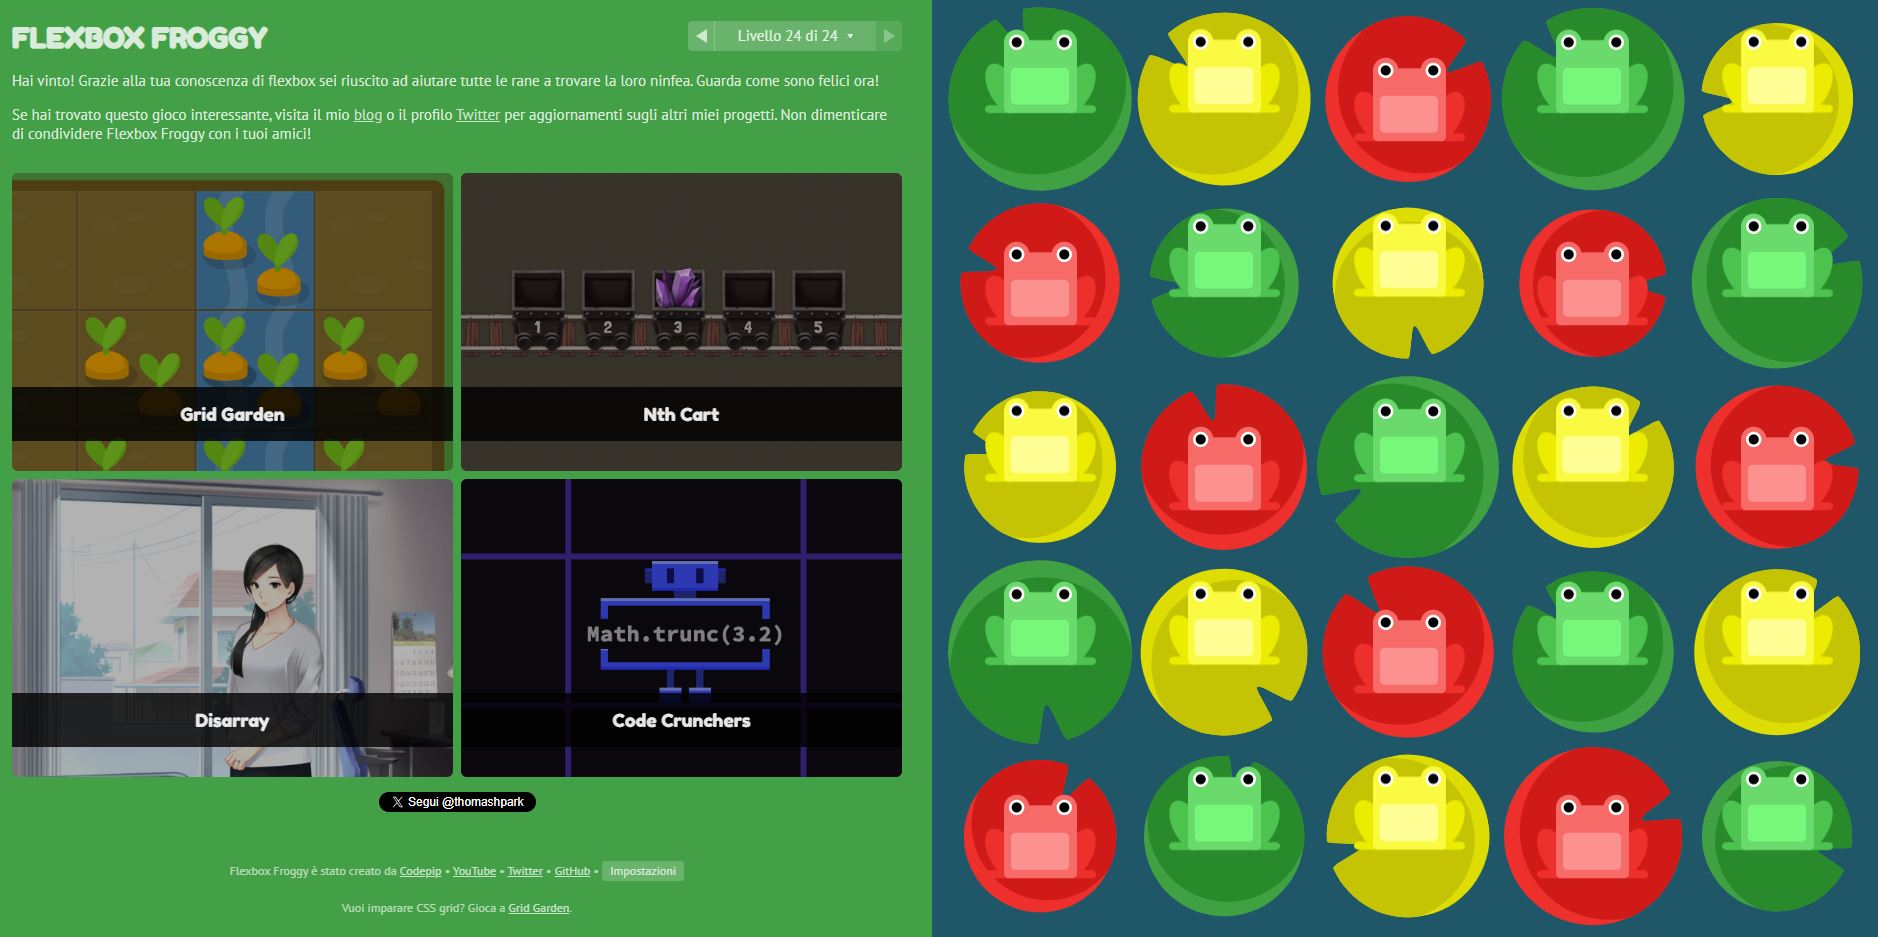 FLEXBOX FROGGY
Livello 24 di 24
Hai vinto! Grazie alla tua conoscenza di flexbox sei riuscito ad aiutare tutte le rane a trovare la loro ninfea. Guarda come sono felici ora!
Se hai trovato questo gioco interessante, visita il mio blog o il profilo Twitter per aggiornamenti sugli altri miei progetti. Non dimenticare
di condividere Flexbox Froggy con i tuoi amici!
1 2 3 4 5
Grid Garden
Nth Cart
Math.trunc(3.2)
Disarray
Code Crunchers
Segui @thomashpark
Flexbox Froggy è stato creato da Codepip • YouTube • Twitter • GitHub • Impostazioni
Vuoi imparare CSS grid? Gioca a Grid Garden.